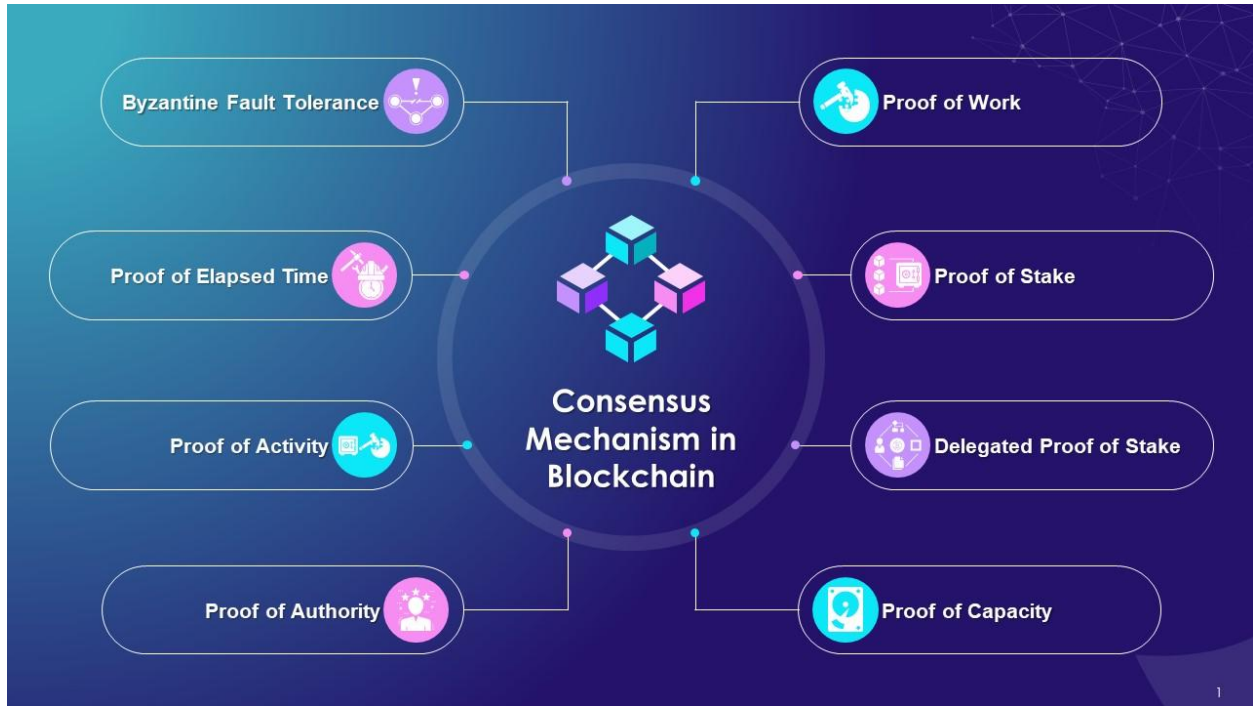 Byzantine Fault Tolerance
Proof of Work
Proof of Elapsed Time
Proof of Stake
Consensus
Mechanism in
Blockchain
Proof of Activity
Delegated Proof of Stake
Proof of Authority
Proof of Capacity
1